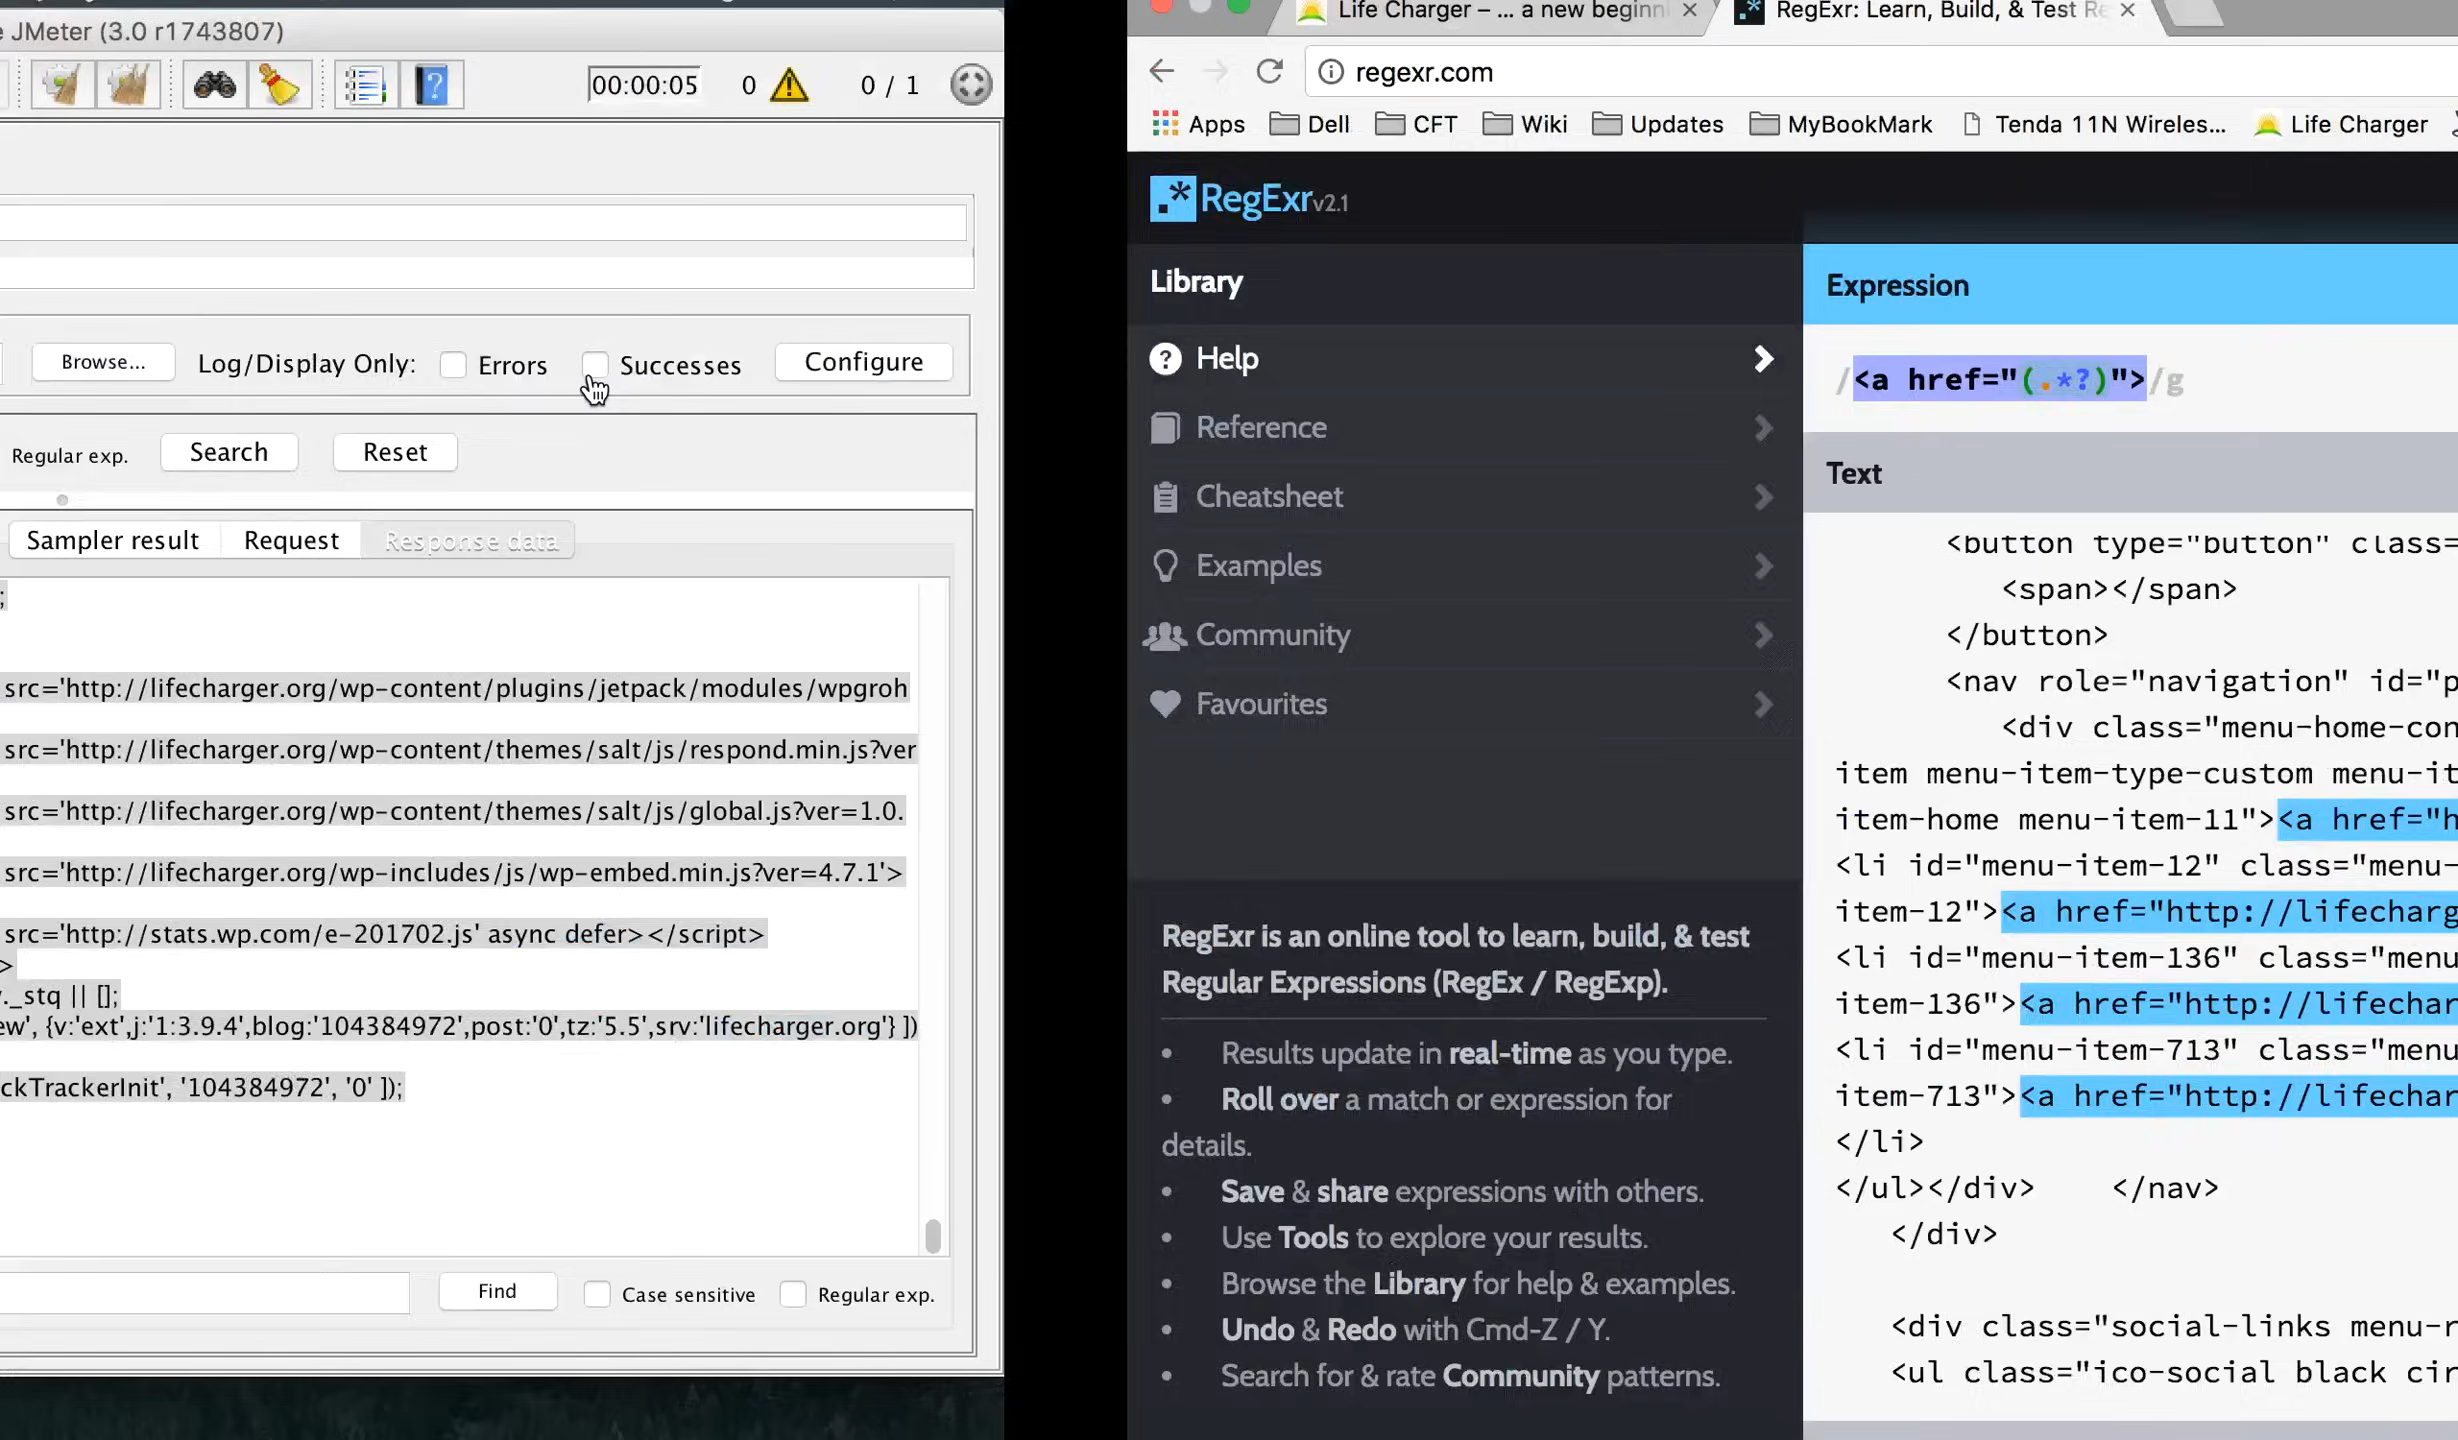 JMeter (3.0 r1743807)
00:00:05 0 0 / 1
Browse... Log/Display Only: Errors Successes Configure
Regular exp. Search Reset
Sampler result Request Response data
;
src='http://lifecharger.org/wp-content/plugins/jetpack/modules/wpgroh
src='http://lifecharger.org/wp-content/themes/salt/js/respond.min.js?ver
src='http://lifecharger.org/wp-content/themes/salt/js/global.js?ver=1.0.
src='http://lifecharger.org/wp-includes/js/wp-embed.min.js?ver=4.7.1'>
src='http://stats.wp.com/e-201702.js' async defer></script>
>
._stq || [];
ew', {v:'ext',j:'1:3.9.4',blog:'104384972',post:'0',tz:'5.5',srv:'lifecharger.org'} ])
ckTrackerInit', '104384972', '0' ]);
Find Case sensitive Regular exp.
Life Charger – ... a new beginni RegExr: Learn, Build, & Test Re
regexr.com
Apps Dell CFT Wiki Updates MyBookMark Tenda 11N Wireles... Life Charger
.* RegExr v2.1
Library
Help
Reference
Cheatsheet
Examples
Community
Favourites
RegExr is an online tool to learn, build, & test
Regular Expressions (RegEx / RegExp).
• Results update in real-time as you type.
• Roll over a match or expression for
details.
• Save & share expressions with others.
• Use Tools to explore your results.
• Browse the Library for help & examples.
• Undo & Redo with Cmd-Z / Y.
• Search for & rate Community patterns.
Expression
/<a href="(.*?)">/g
Text
<button type="button" class=
<span></span>
</button>
<nav role="navigation" id="p
<div class="menu-home-con
item menu-item-type-custom menu-it
item-home menu-item-11"><a href="h
<li id="menu-item-12" class="menu-
item-12"><a href="http://lifecharg
<li id="menu-item-136" class="menu
item-136"><a href="http://lifechar
<li id="menu-item-713" class="menu
item-713"><a href="http://lifechar
</li>
</ul></div> </nav>
</div>
<div class="social-links menu-r
<ul class="ico-social black cir